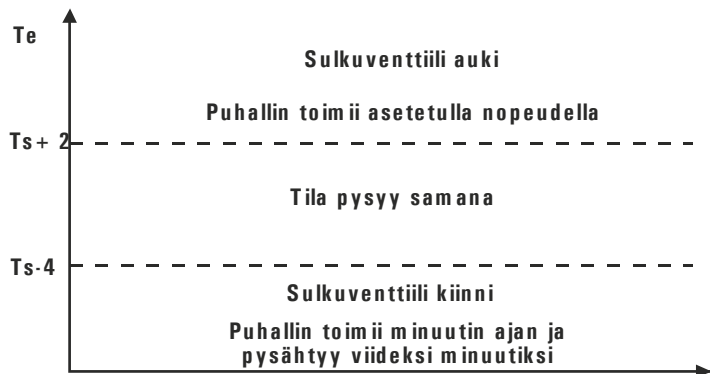 Te
Sulkuventtiili auki
Puhallin toimii asetetulla nopeudella
Ts+ 2
Tila pysyy samana
Ts-4
Sulkuventtiili kiinni
Puhallin toimii minuutin ajan ja
pysähtyy viideksi minuutiksi